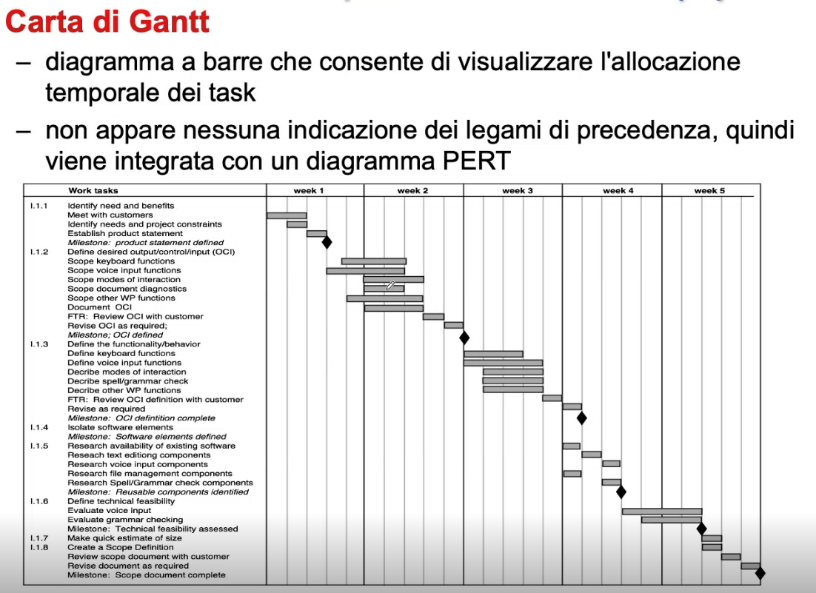 Carta di Gantt
– diagramma a barre che consente di visualizzare l'allocazione
temporale dei task
– non appare nessuna indicazione dei legami di precedenza, quindi
viene integrata con un diagramma PERT
Work tasks week 1 week 2 week 3 week 4 week 5
I.1.1 Identify need and benefits
Meet with customers
Identify needs and project constraints
Establish product statement
Milestone: product statement defined
I.1.2 Define desired output/control/input (OCI)
Scope keyboard functions
Scope voice input functions
Scope modes of interaction
Scope document diagnostics
Scope other WP functions
Document OCI
FTR: Review OCI with customer
Revise OCI as required;
Milestone; OCI defined
I.1.3 Define the functionality/behavior
Define keyboard functions
Define voice input functions
Decribe modes of interaction
Decribe spell/grammar check
Decribe other WP functions
FTR: Review OCI definition with customer
Revise as required
Milestone: OCI defintition complete
I.1.4 Isolate software elements
Milestone: Software elements defined
I.1.5 Research availability of existing software
Reseach text editiong components
Research voice input components
Research file management components
Research Spell/Grammar check components
Milestone: Reusable components identified
I.1.6 Define technical feasibility
Evaluate voice input
Evaluate grammar checking
Milestone: Technical feasibility assessed
I.1.7 Make quick estimate of size
I.1.8 Create a Scope Definition
Review scope document with customer
Revise document as required
Milestone: Scope document complete